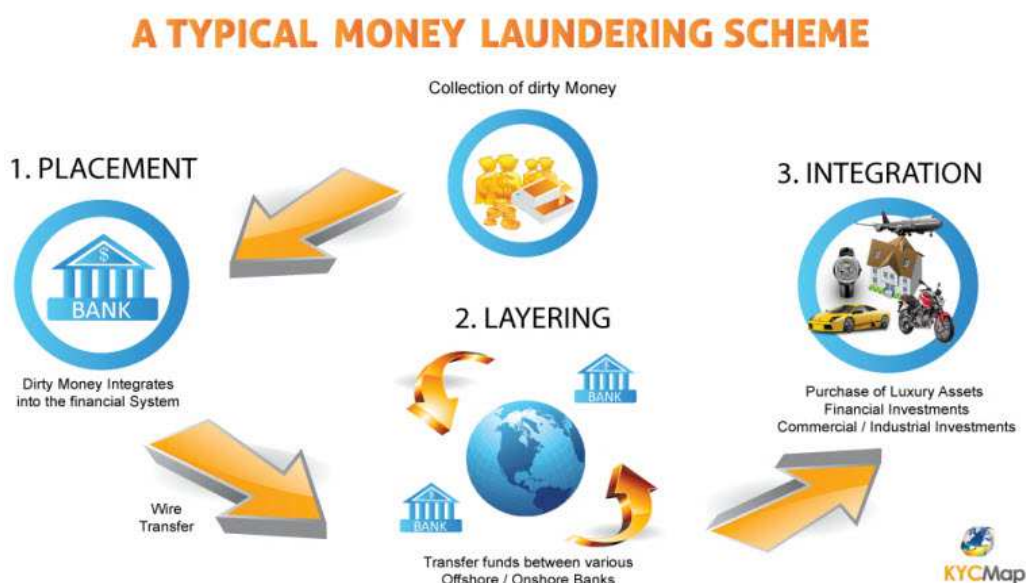 A TYPICAL MONEY LAUNDERING SCHEME
Collection of dirty Money
1. PLACEMENT
$
BANK
Dirty Money Integrates
into the financial System
Wire
Transfer
2. LAYERING
BANK
BANK
Transfer funds between various
Offshore / Onshore Banks
3. INTEGRATION
Purchase of Luxury Assets
Financial Investments
Commercial / Industrial Investments
KYCMap